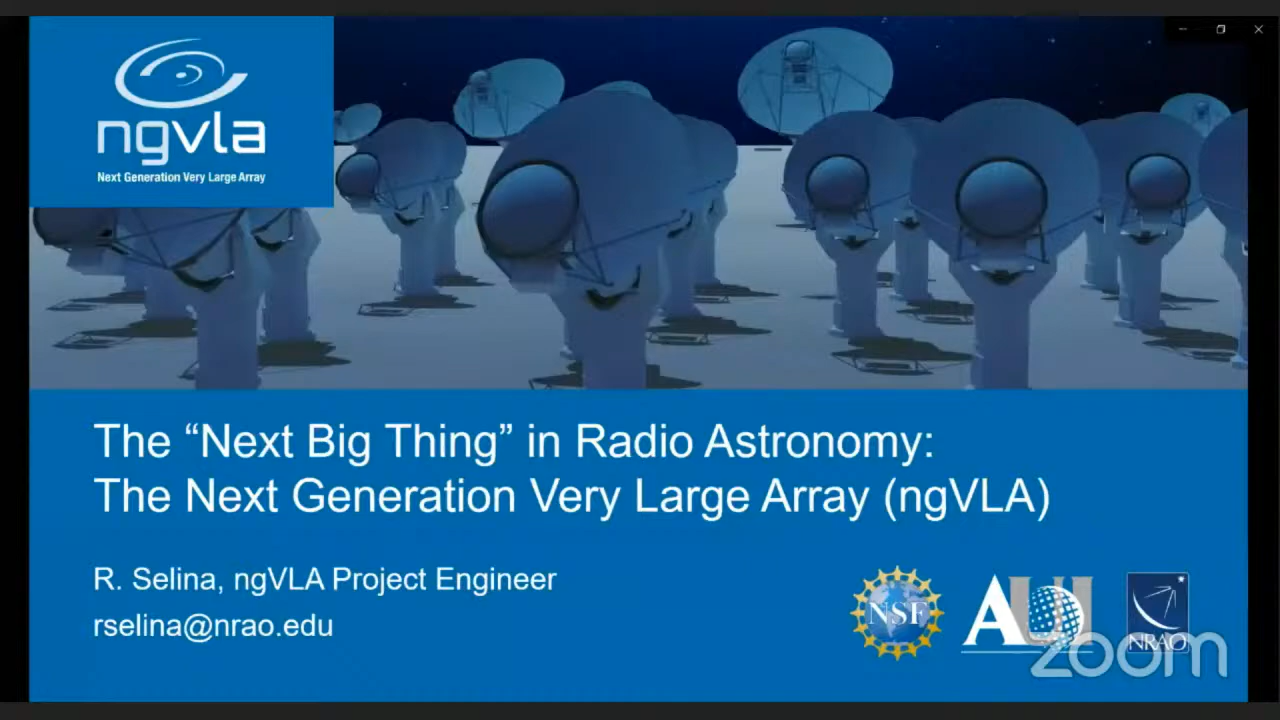 ngvla
Next Generation Very Large Array
The “Next Big Thing” in Radio Astronomy:
The Next Generation Very Large Array (ngVLA)
R. Selina, ngVLA Project Engineer
rselina@nrao.edu
NSF
AUI
NRAO
zoom